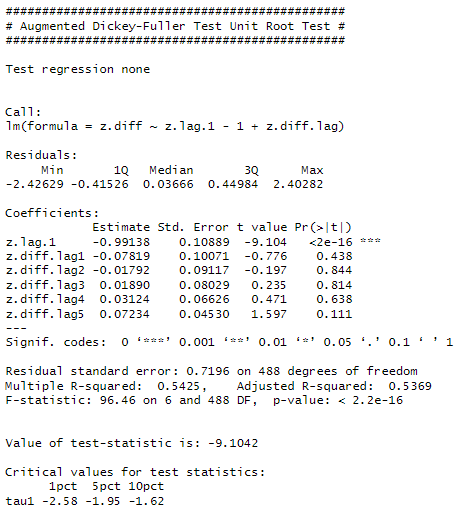 ###############################################
# Augmented Dickey-Fuller Test Unit Root Test #
###############################################
Test regression none
Call:
lm(formula = z.diff ~ z.lag.1 - 1 + z.diff.lag)
Residuals:
Min 1Q Median 3Q Max
-2.42629 -0.41526 0.03666 0.44984 2.40282
Coefficients:
Estimate Std. Error t value Pr(>|t|)
z.lag.1 -0.99138 0.10889 -9.104 <2e-16 ***
z.diff.lag1 -0.07819 0.10071 -0.776 0.438
z.diff.lag2 -0.01792 0.09117 -0.197 0.844
z.diff.lag3 0.01890 0.08029 0.235 0.814
z.diff.lag4 0.03124 0.06626 0.471 0.638
z.diff.lag5 0.07234 0.04530 1.597 0.111
---
Signif. codes: 0 ‘***’ 0.001 ‘**’ 0.01 ‘*’ 0.05 ‘.’ 0.1 ‘ ’ 1
Residual standard error: 0.7196 on 488 degrees of freedom
Multiple R-squared: 0.5425, Adjusted R-squared: 0.5369
F-statistic: 96.46 on 6 and 488 DF, p-value: < 2.2e-16
Value of test-statistic is: -9.1042
Critical values for test statistics:
1pct 5pct 10pct
tau1 -2.58 -1.95 -1.62